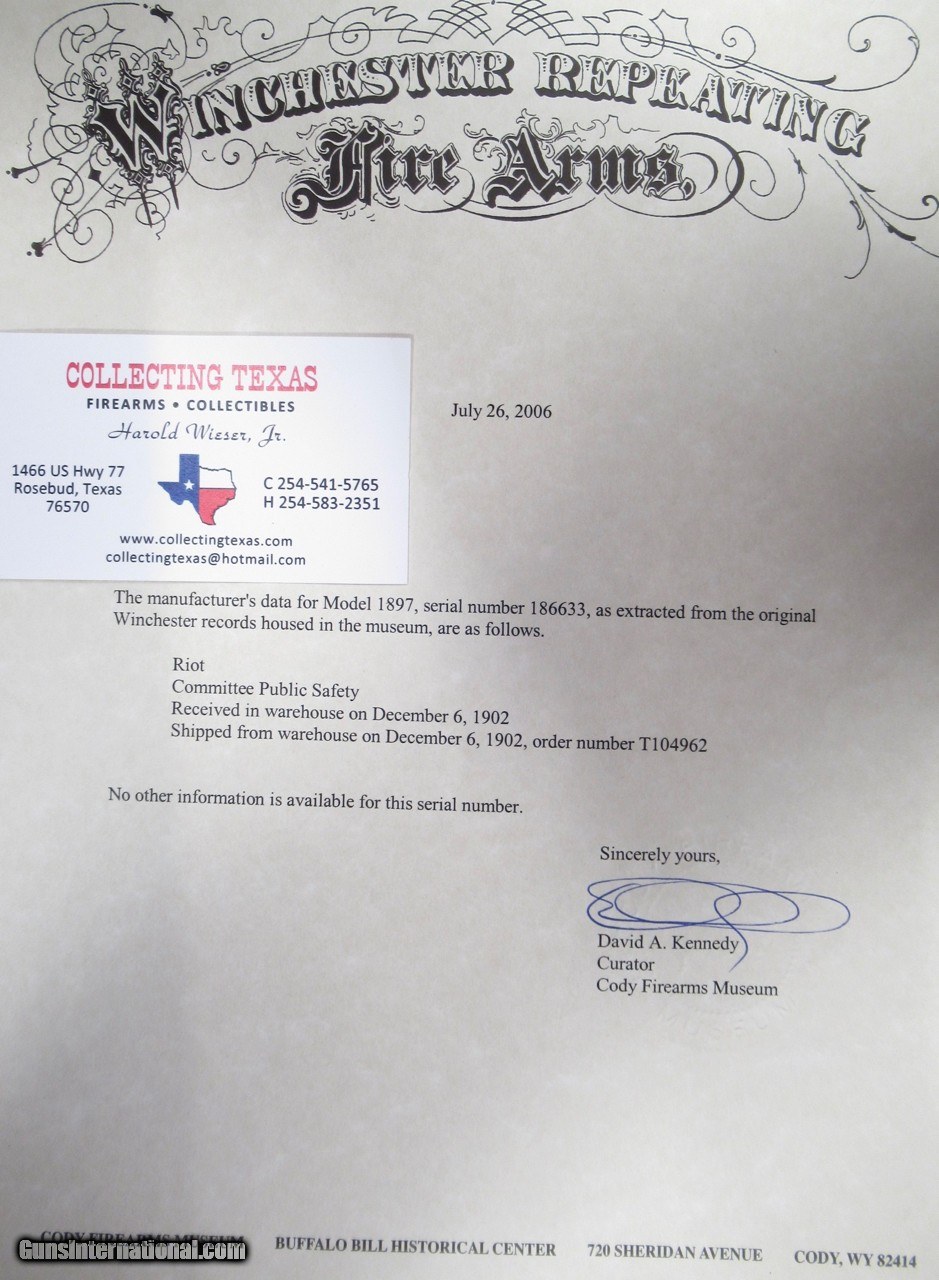 WINCHESTER REPEATING
Fire Arms.
COLLECTING TEXAS
FIREARMS • COLLECTIBLES
Harold Wieser, Jr.
1466 US Hwy 77
Rosebud, Texas
76570
C 254-541-5765
H 254-583-2351
www.collectingtexas.com
collectingtexas@hotmail.com
July 26, 2006
The manufacturer's data for Model 1897, serial number 186633, as extracted from the original
Winchester records housed in the museum, are as follows.
Riot
Committee Public Safety
Received in warehouse on December 6, 1902
Shipped from warehouse on December 6, 1902, order number T104962
No other information is available for this serial number.
Sincerely yours,
David A. Kennedy
Curator
Cody Firearms Museum
CODY FIREARMS MUSEUM BUFFALO BILL HISTORICAL CENTER 720 SHERIDAN AVENUE CODY, WY 82414
GunsInternational.com